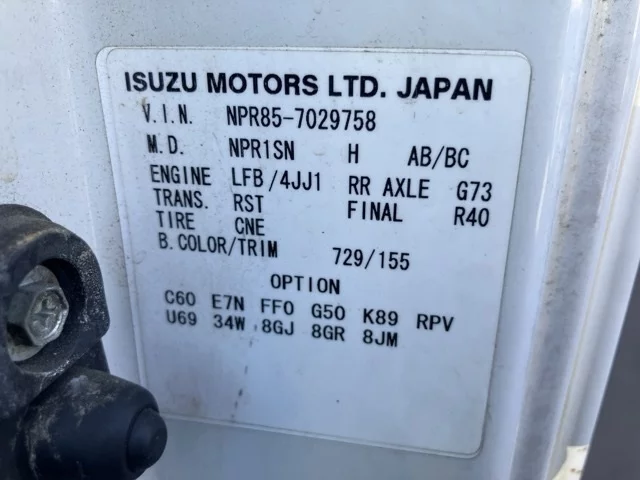 ISUZU MOTORS LTD. JAPAN
V.I.N. NPR85-7029758
M.D. NPR1SN H AB/BC
ENGINE LFB/4JJ1 RR AXLE G73
TRANS. RST FINAL R40
TIRE CNE
B.COLOR/TRIM 729/155
OPTION
C60 E7N FF0 G50 K89 RPV
U69 34W 8GJ 8GR 8JM